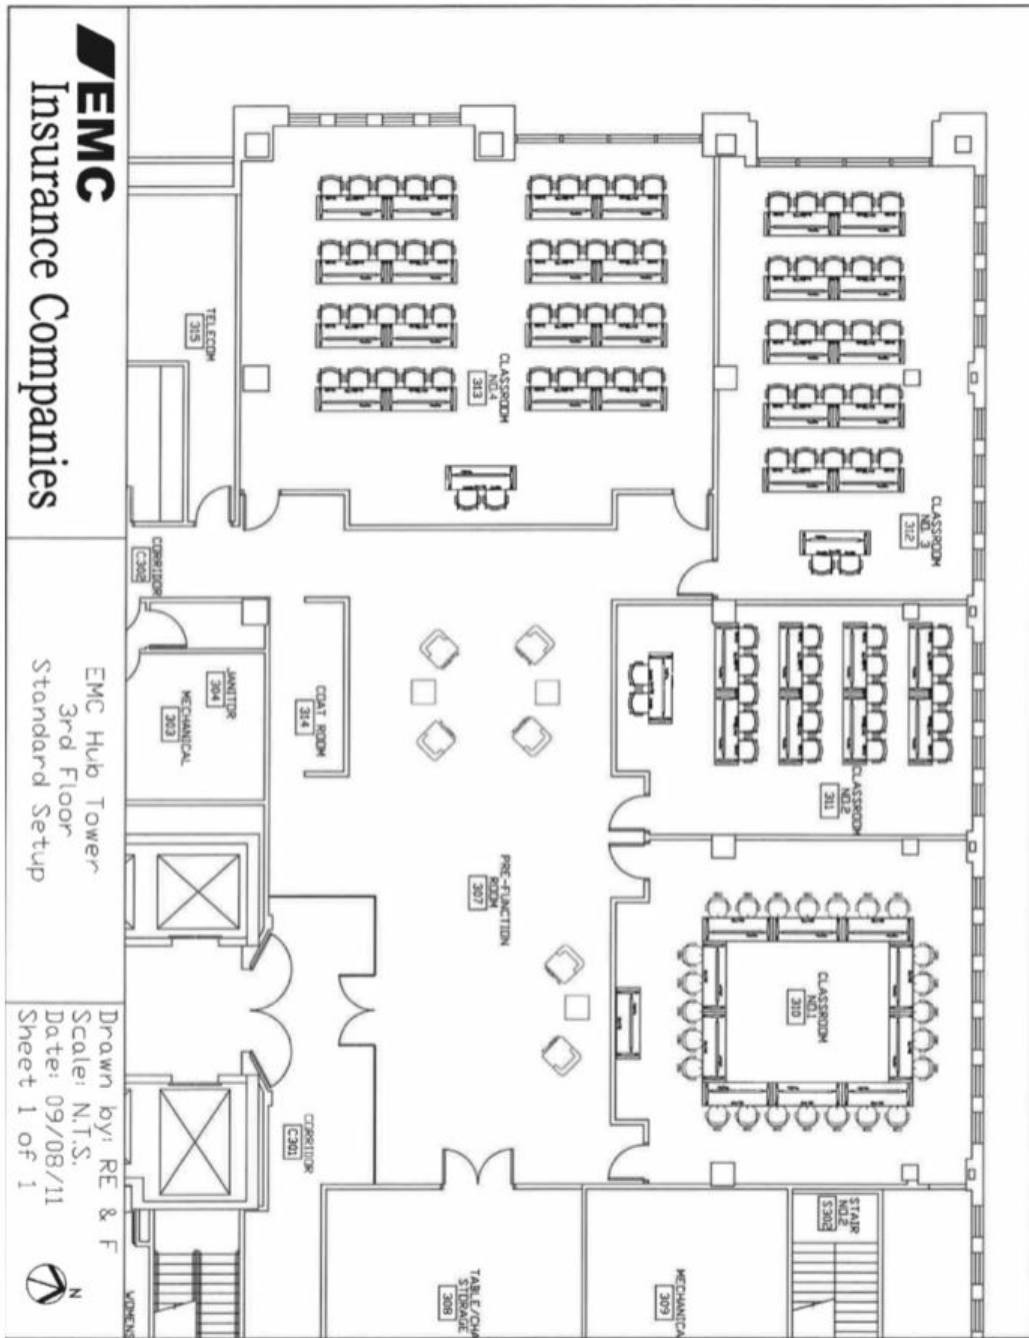 EMC
Insurance Companies
EMC Hub Tower
3rd Floor
Standard Setup
Drawn by: RE & F
Scale: N.T.S.
Date: 09/08/11
Sheet 1 of 1
N
TELECOM
315
CLASSROOM
NO.4
313
CLASSROOM
NO. 3
312
CORRIDOR
C302
JANITOR
304
MECHANICAL
303
COAT ROOM
314
CLASSROOM
NO.2
311
PRE-FUNCTION
ROOM
307
CLASSROOM
NO.1
310
CORRIDOR
C301
STAIR
NO.2
S302
TABLE/CHA
STORAGE
308
MECHANICA
309
WOMENS